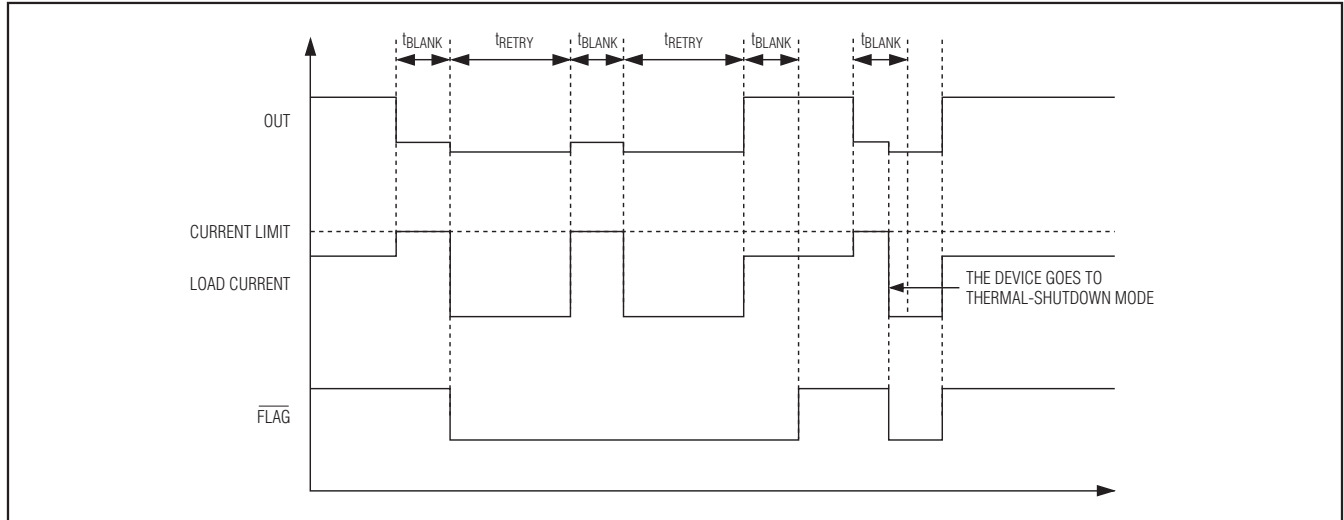 tBLANK tRETRY tBLANK tRETRY tBLANK tBLANK
OUT
CURRENT LIMIT
LOAD CURRENT
THE DEVICE GOES TO
THERMAL-SHUTDOWN MODE
FLAG